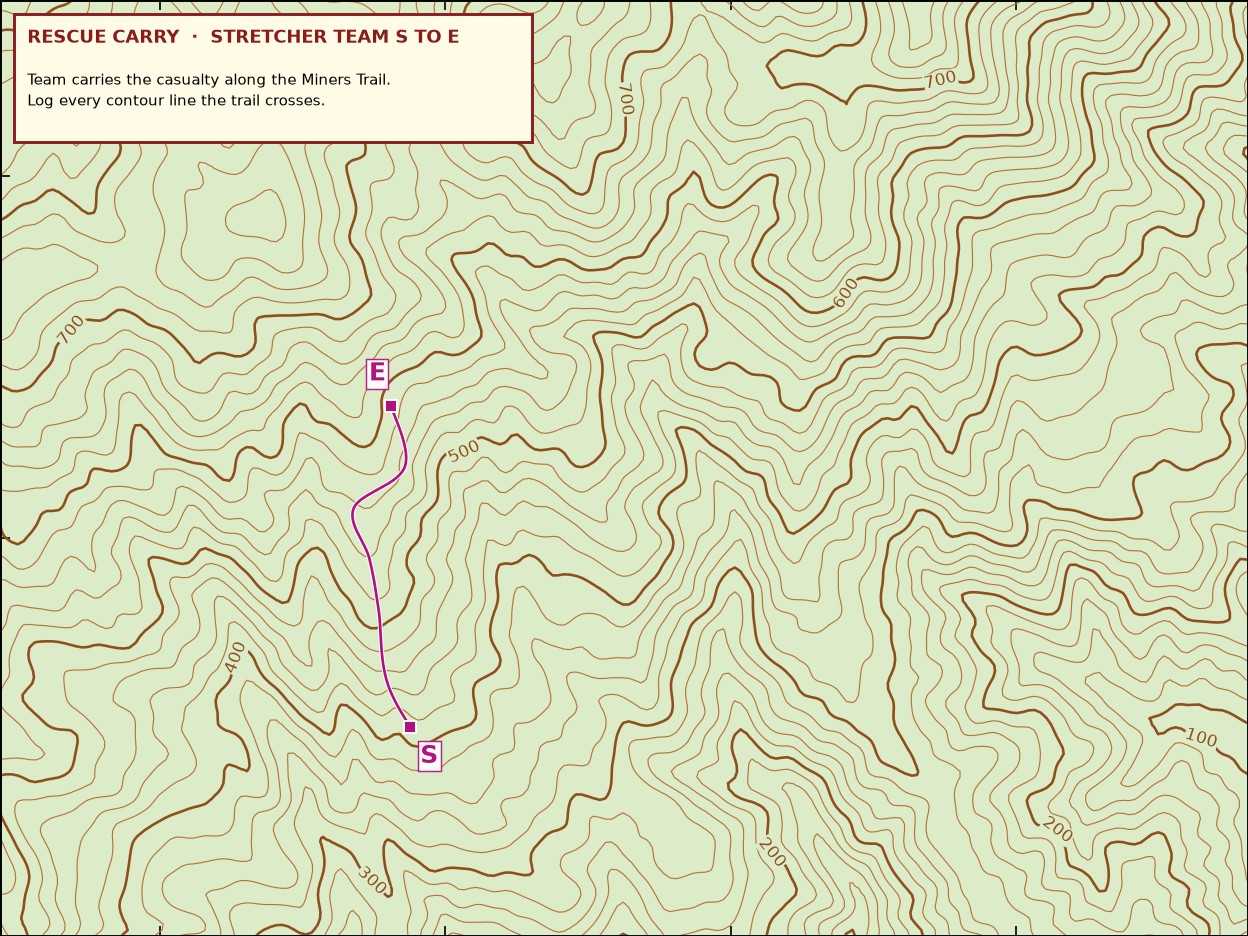 RESCUE CARRY · STRETCHER TEAM S TO E
Team carries the casualty along the Miners Trail.
Log every contour line the trail crosses.
700
700
700
600
E
500
400
S
100
200
200
300